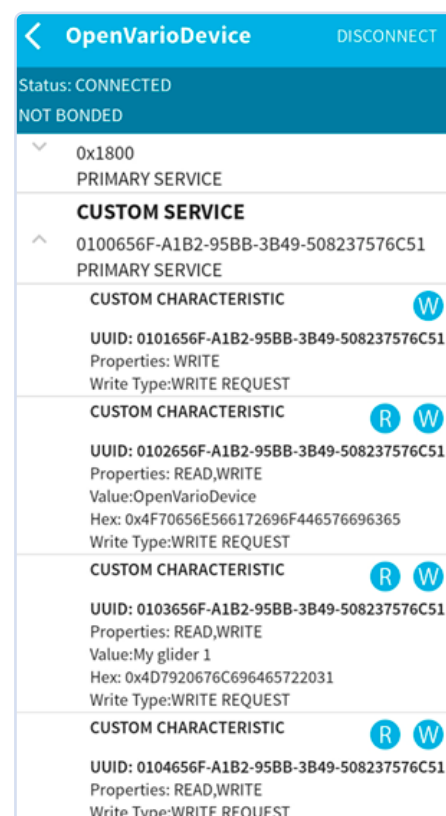 OpenVarioDevice DISCONNECT
Status: CONNECTED
NOT BONDED
0x1800
PRIMARY SERVICE
CUSTOM SERVICE
0100656F-A1B2-95BB-3B49-508237576C51
PRIMARY SERVICE
CUSTOM CHARACTERISTIC W
UUID: 0101656F-A1B2-95BB-3B49-508237576C51
Properties: WRITE
Write Type:WRITE REQUEST
CUSTOM CHARACTERISTIC R W
UUID: 0102656F-A1B2-95BB-3B49-508237576C51
Properties: READ,WRITE
Value:OpenVarioDevice
Hex: 0x4F70656E566172696F446576696365
Write Type:WRITE REQUEST
CUSTOM CHARACTERISTIC R W
UUID: 0103656F-A1B2-95BB-3B49-508237576C51
Properties: READ,WRITE
Value:My glider 1
Hex: 0x4D7920676C696465722031
Write Type:WRITE REQUEST
CUSTOM CHARACTERISTIC R W
UUID: 0104656F-A1B2-95BB-3B49-508237576C51
Properties: READ,WRITE
Write Type:WRITE REQUEST